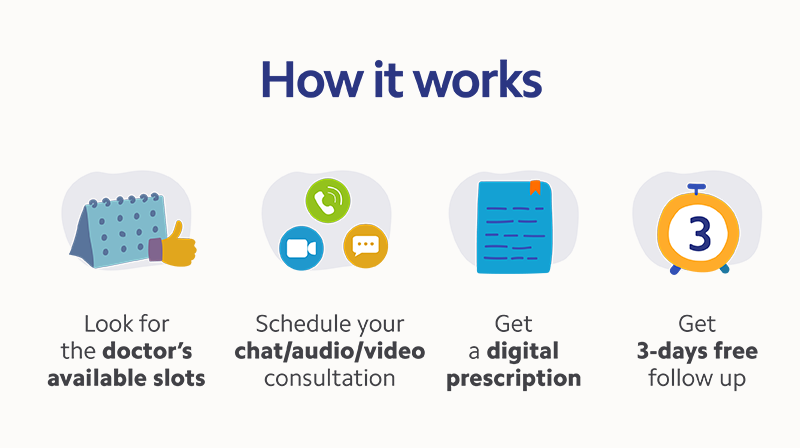 How it works
3
Look for
the doctor's
available slots
Schedule your
chat/audio/video
consultation
Get
a digital
prescription
Get
3-days free
follow up